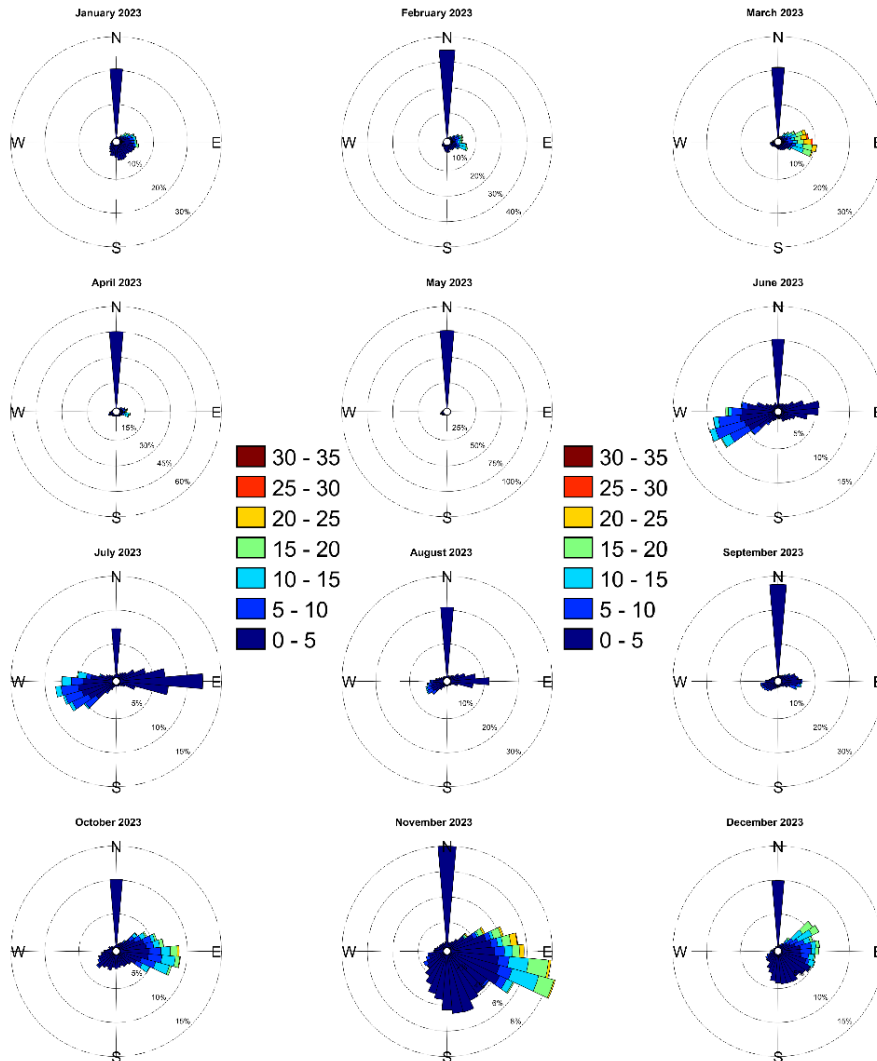 January 2023
N
W
E
S
10%
20%
30%
February 2023
N
W
E
S
10%
20%
30%
40%
March 2023
N
W
E
S
10%
20%
30%
April 2023
N
W
E
S
15%
30%
45%
60%
May 2023
N
W
E
S
25%
50%
75%
100%
June 2023
N
W
E
S
5%
10%
15%
30 - 35
25 - 30
20 - 25
15 - 20
10 - 15
5 - 10
0 - 5
30 - 35
25 - 30
20 - 25
15 - 20
10 - 15
5 - 10
0 - 5
July 2023
N
W
E
S
5%
10%
15%
August 2023
N
W
E
S
10%
20%
30%
September 2023
N
W
E
S
10%
20%
30%
October 2023
N
W
E
S
5%
10%
15%
November 2023
N
W
E
S
6%
8%
December 2023
N
W
E
S
5%
10%
15%